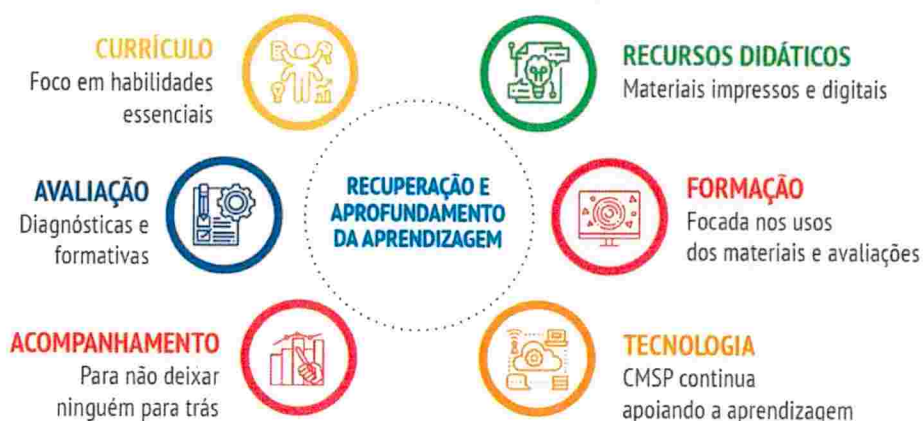 CURRÍCULO
Foco em habilidades
essenciais
RECURSOS DIDÁTICOS
Materiais impressos e digitais
AVALIAÇÃO
Diagnósticas e
formativas
RECUPERAÇÃO E
APROFUNDAMENTO
DA APRENDIZAGEM
FORMAÇÃO
Focada nos usos
dos materiais e avaliações
ACOMPANHAMENTO
Para não deixar
ninguém para trás
TECNOLOGIA
CMSP continua
apoiando a aprendizagem